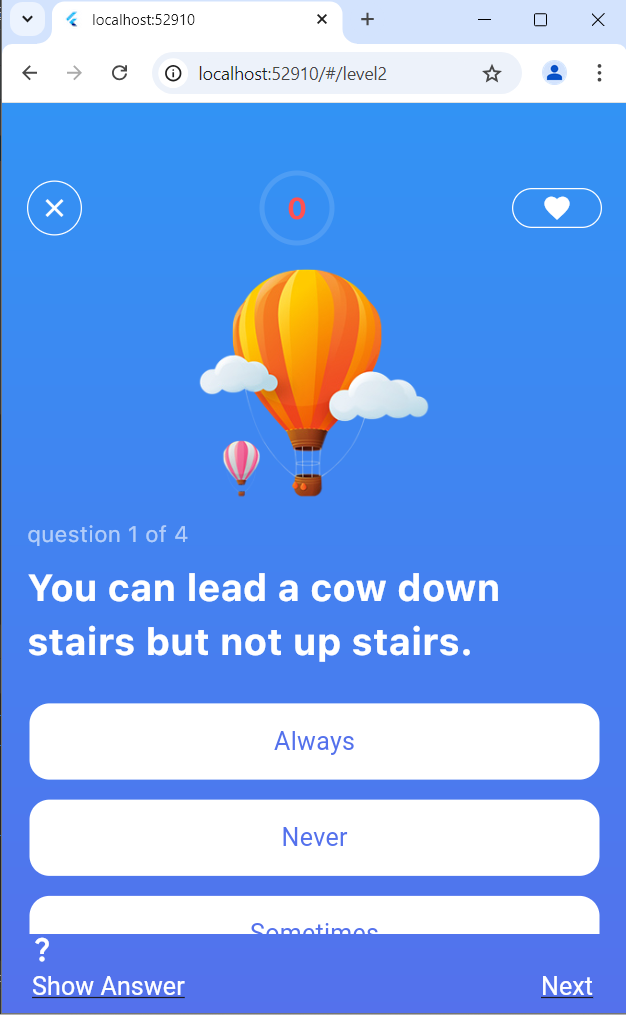 localhost:52910
localhost:52910/#/level2
0
question 1 of 4
You can lead a cow down
stairs but not up stairs.
Always
Never
Sometimes
?
Show Answer
Next